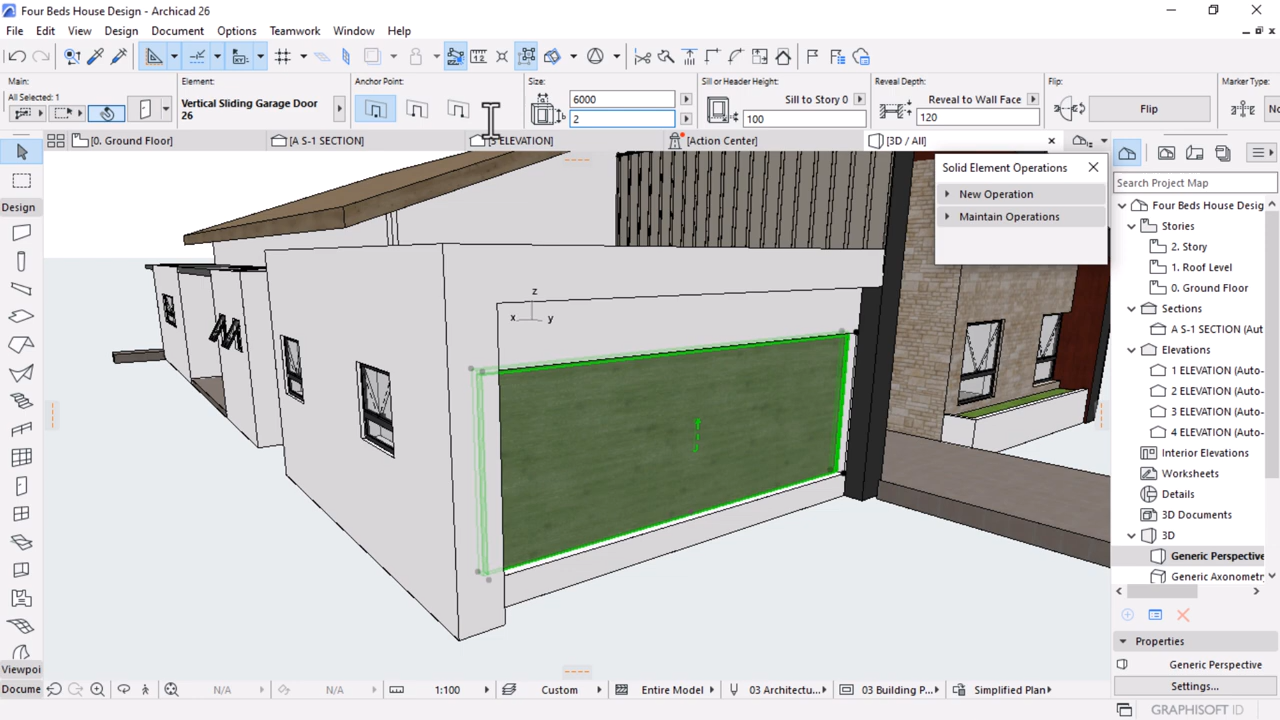 Four Beds House Design - Archicad 26
File Edit View Design Document Options Teamwork Window Help
Main:
All Selected: 1
Element:
Vertical Sliding Garage Door
26
Anchor Point:
Size:
6000
2
Sill or Header Height:
Sill to Story 0
100
Reveal Depth:
Reveal to Wall Face
120
Flip:
Flip
Marker Type:
No
[0. Ground Floor]
[A S-1 SECTION]
ELEVATION]
[Action Center]
[3D / All]
Solid Element Operations
New Operation
Maintain Operations
Design
z
x
y
Search Project Map
Four Beds House Desig
Stories
2. Story
1. Roof Level
0. Ground Floor
Sections
A S-1 SECTION (Aut
Elevations
1 ELEVATION (Auto-
2 ELEVATION (Auto-
3 ELEVATION (Auto-
4 ELEVATION (Auto-
Interior Elevations
Worksheets
Details
3D Documents
3D
Generic Perspective
Generic Axonometr
Properties
Generic Perspective
Settings...
Viewpoi
Docume
N/A
N/A
1:100
Custom
Entire Model
03 Architectu...
03 Building P...
Simplified Plan
GRAPHISOFT ID